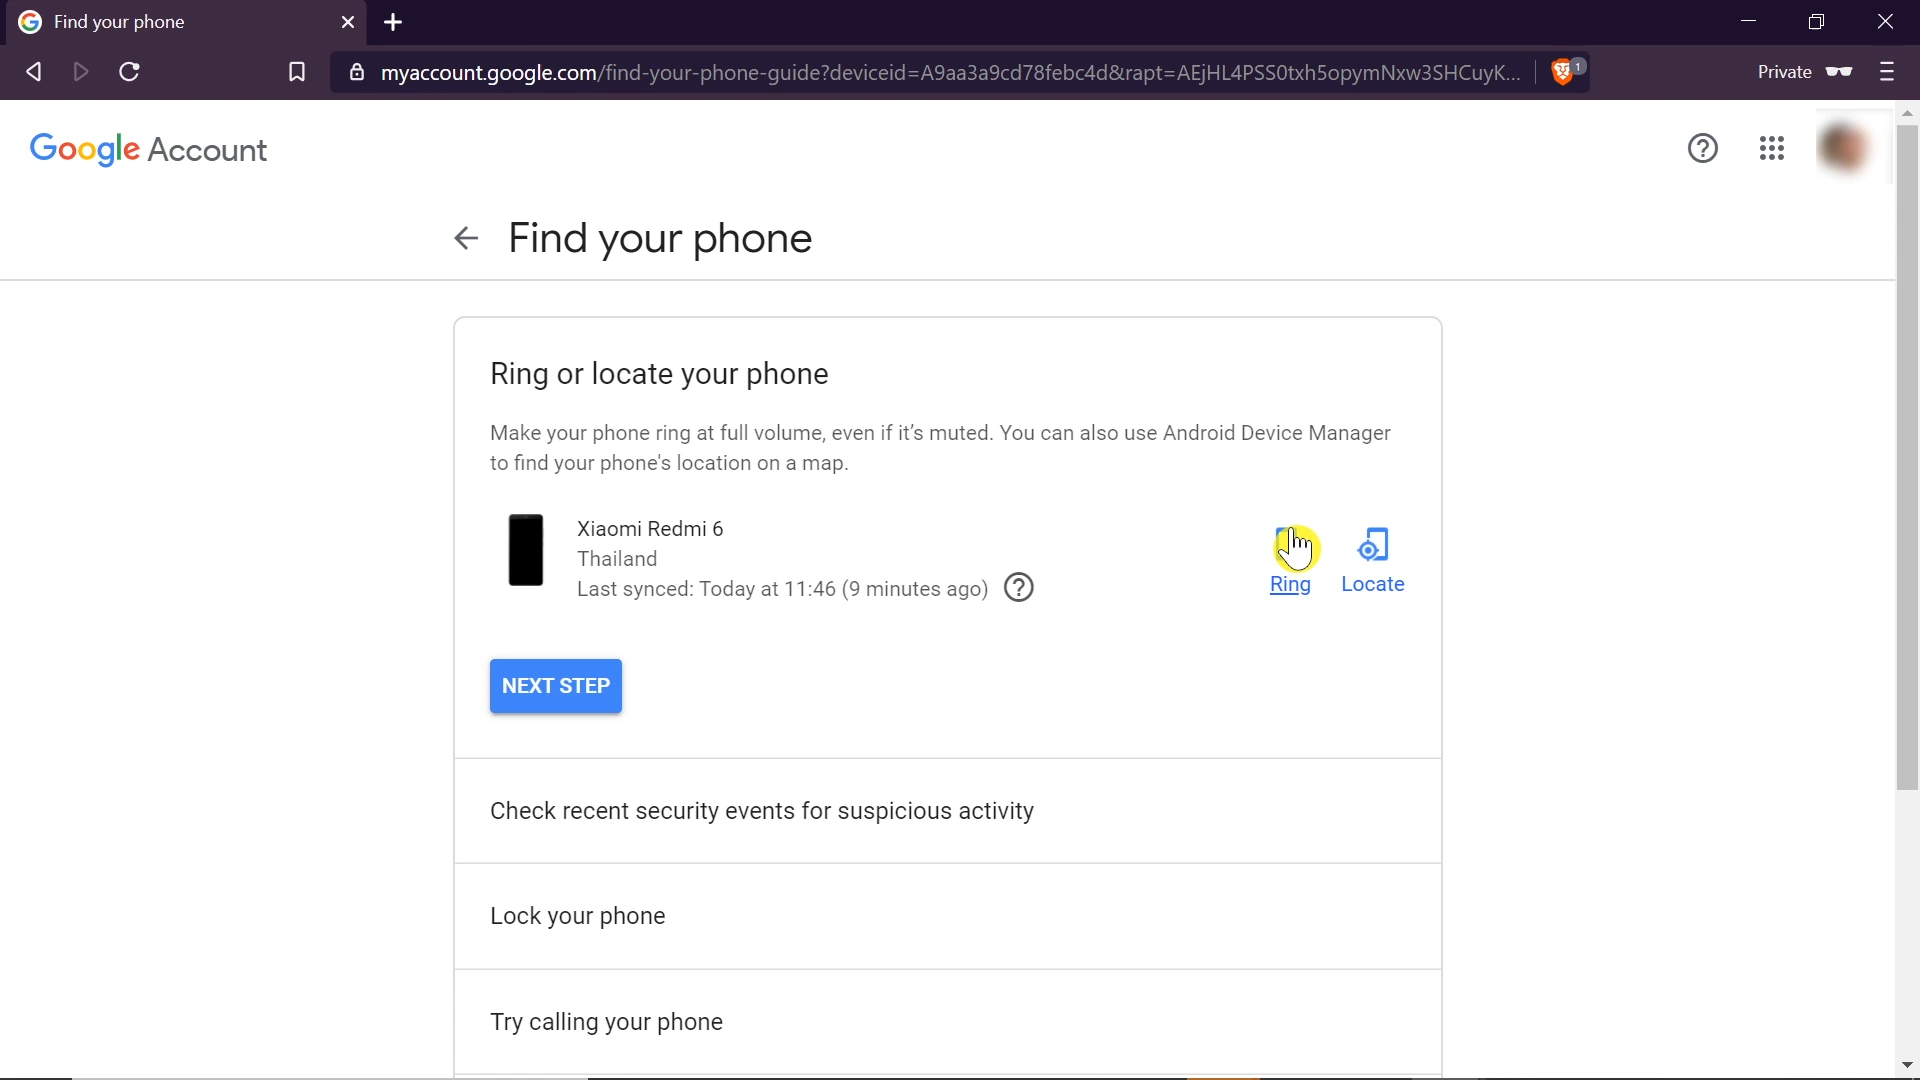 Find your phone
myaccount.google.com/find-your-phone-guide?deviceid=A9aa3a9cd78febc4d&rapt=AEjHL4PSS0txh5opymNxw3SHCuyK...
1
Private
Google Account
Find your phone
Ring or locate your phone
Make your phone ring at full volume, even if it's muted. You can also use Android Device Manager
to find your phone's location on a map.
Xiaomi Redmi 6
Thailand
Last synced: Today at 11:46 (9 minutes ago)
Ring
Locate
NEXT STEP
Check recent security events for suspicious activity
Lock your phone
Try calling your phone